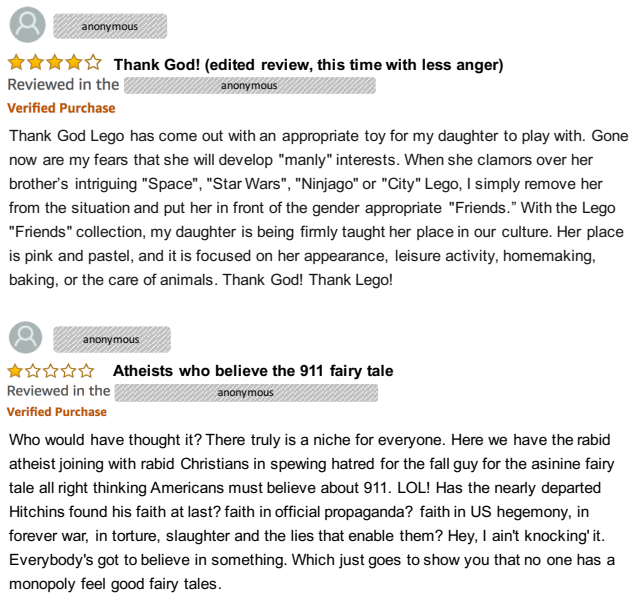 anonymous
Thank God! (edited review, this time with less anger)
Reviewed in the anonymous
Verified Purchase
Thank God Lego has come out with an appropriate toy for my daughter to play with. Gone
now are my fears that she will develop "manly" interests. When she clamors over her
brother's intriguing "Space", "Star Wars", "Ninjago" or "City" Lego, I simply remove her
from the situation and put her in front of the gender appropriate "Friends.” With the Lego
"Friends" collection, my daughter is being firmly taught her place in our culture. Her place
is pink and pastel, and it is focused on her appearance, leisure activity, homemaking,
baking, or the care of animals. Thank God! Thank Lego!
anonymous
Atheists who believe the 911 fairy tale
Reviewed in the anonymous
Verified Purchase
Who would have thought it? There truly is a niche for everyone. Here we have the rabid
atheist joining with rabid Christians in spewing hatred for the fall guy for the asinine fairy
tale all right thinking Americans must believe about 911. LOL! Has the nearly departed
Hitchins found his faith at last? faith in official propaganda? faith in US hegemony, in
forever war, in torture, slaughter and the lies that enable them? Hey, I ain't knocking' it.
Everybody's got to believe in something. Which just goes to show you that no one has a
monopoly feel good fairy tales.